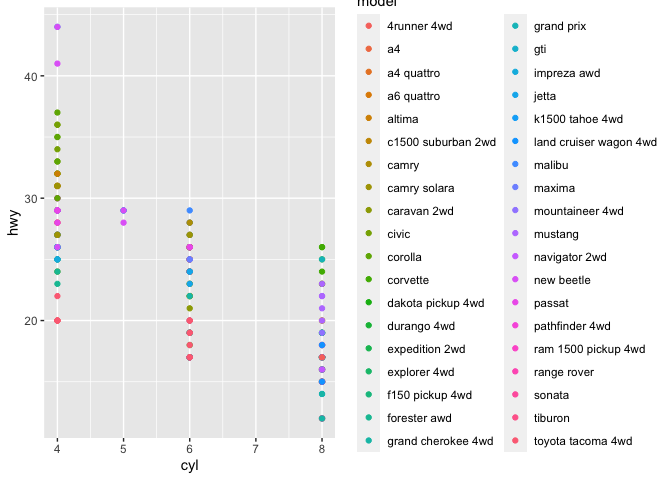 model
4runner 4wd
a4
a4 quattro
a6 quattro
altima
c1500 suburban 2wd
camry
camry solara
caravan 2wd
civic
corolla
corvette
dakota pickup 4wd
durango 4wd
expedition 2wd
explorer 4wd
f150 pickup 4wd
forester awd
grand cherokee 4wd
grand prix
gti
impreza awd
jetta
k1500 tahoe 4wd
land cruiser wagon 4wd
malibu
maxima
mountaineer 4wd
mustang
navigator 2wd
new beetle
passat
pathfinder 4wd
ram 1500 pickup 4wd
range rover
sonata
tiburon
toyota tacoma 4wd
hwy
40
30
20
4
5
6
7
8
cyl